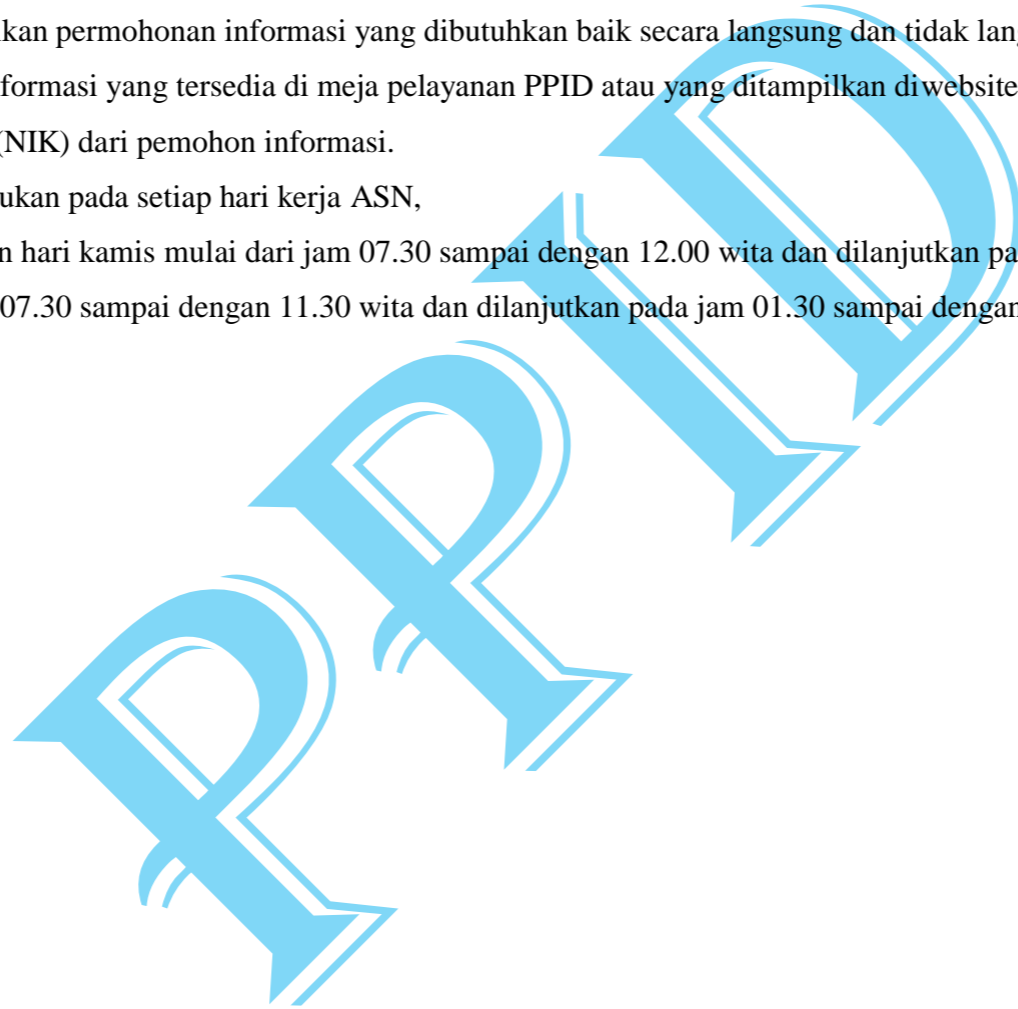 kan permohonan informasi yang dibutuhkan baik secara langsung dan tidak lang
formasi yang tersedia di meja pelayanan PPID atau yang ditampilkan diwebsite
(NIK) dari pemohon informasi.
ukan pada setiap hari kerja ASN,
n hari kamis mulai dari jam 07.30 sampai dengan 12.00 wita dan dilanjutkan pa
07.30 sampai dengan 11.30 wita dan dilanjutkan pada jam 01.30 sampai dengan
PPID